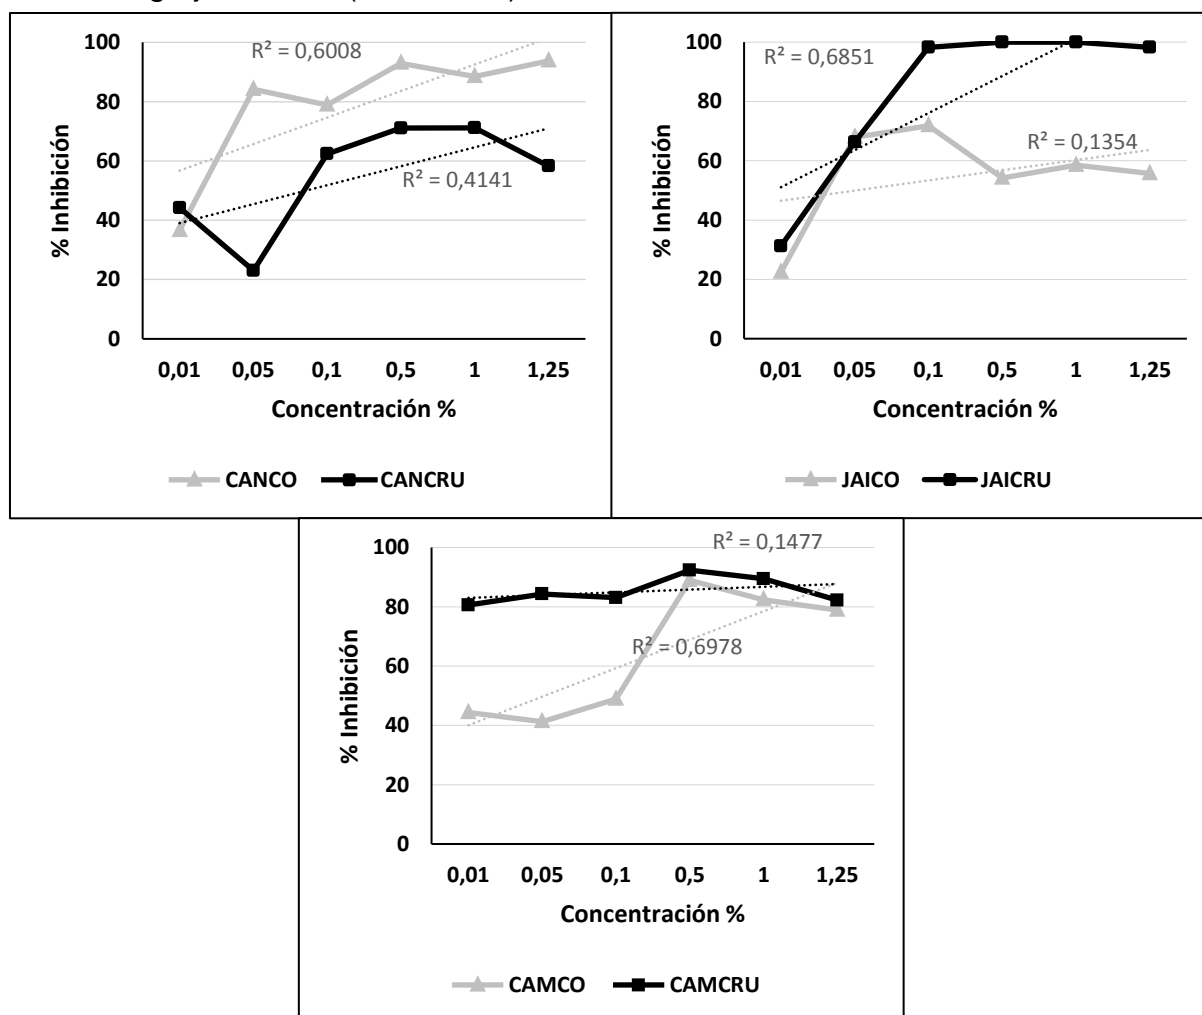 R² = 0,6008
R² = 0,4141
% Inhibición
100
80
60
40
20
0
0,01 0,05 0,1 0,5 1 1,25
Concentración %
CANCO CANCRU
R² = 0,6851
R² = 0,1354
% Inhibición
100
80
60
40
20
0
0,01 0,05 0,1 0,5 1 1,25
Concentración %
JAICO JAICRU
R² = 0,1477
R² = 0,6978
% Inhibición
100
80
60
40
20
0
0,01 0,05 0,1 0,5 1 1,25
Concentración %
CAMCO CAMCRU